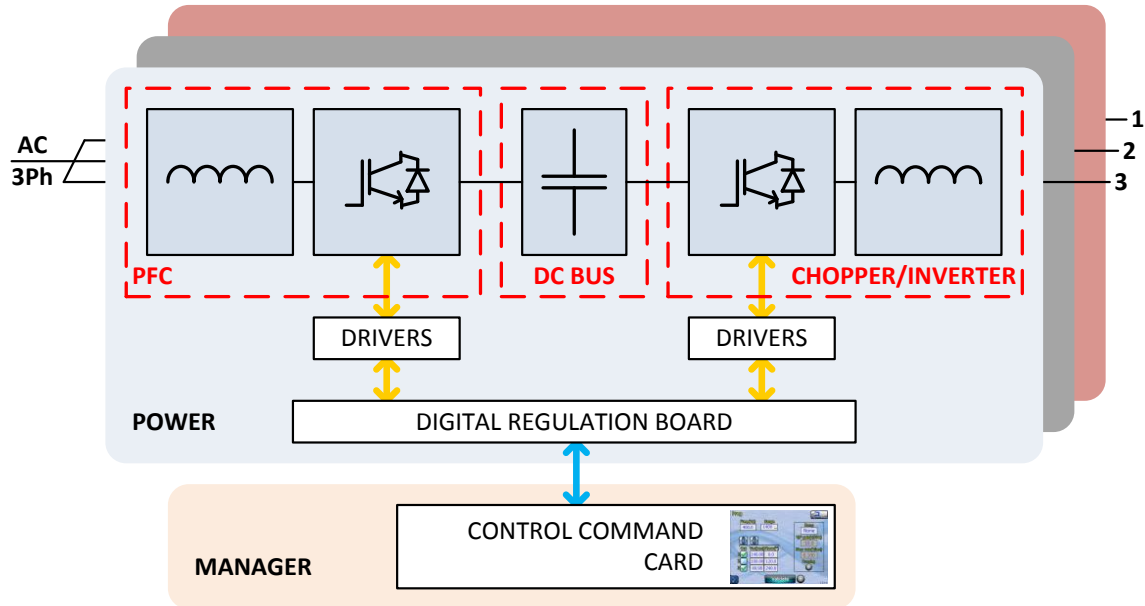 AC
3Ph
1
2
3
PFC
DC BUS
CHOPPER/INVERTER
DRIVERS
DRIVERS
POWER
DIGITAL REGULATION BOARD
CONTROL COMMAND
CARD
MANAGER